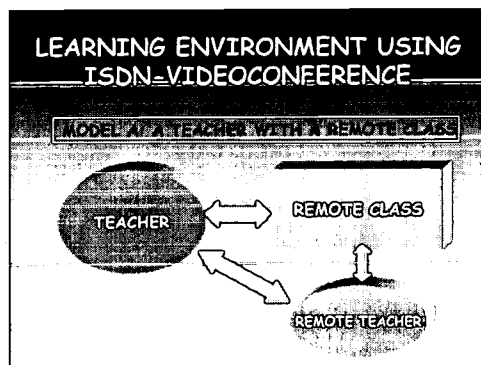 LEARNING ENVIRONMENT USING
ISDN-VIDEOCONFERENCE
MODEL A: A TEACHER WITH A REMOTE CLASS
TEACHER
REMOTE CLASS
REMOTE TEACHER